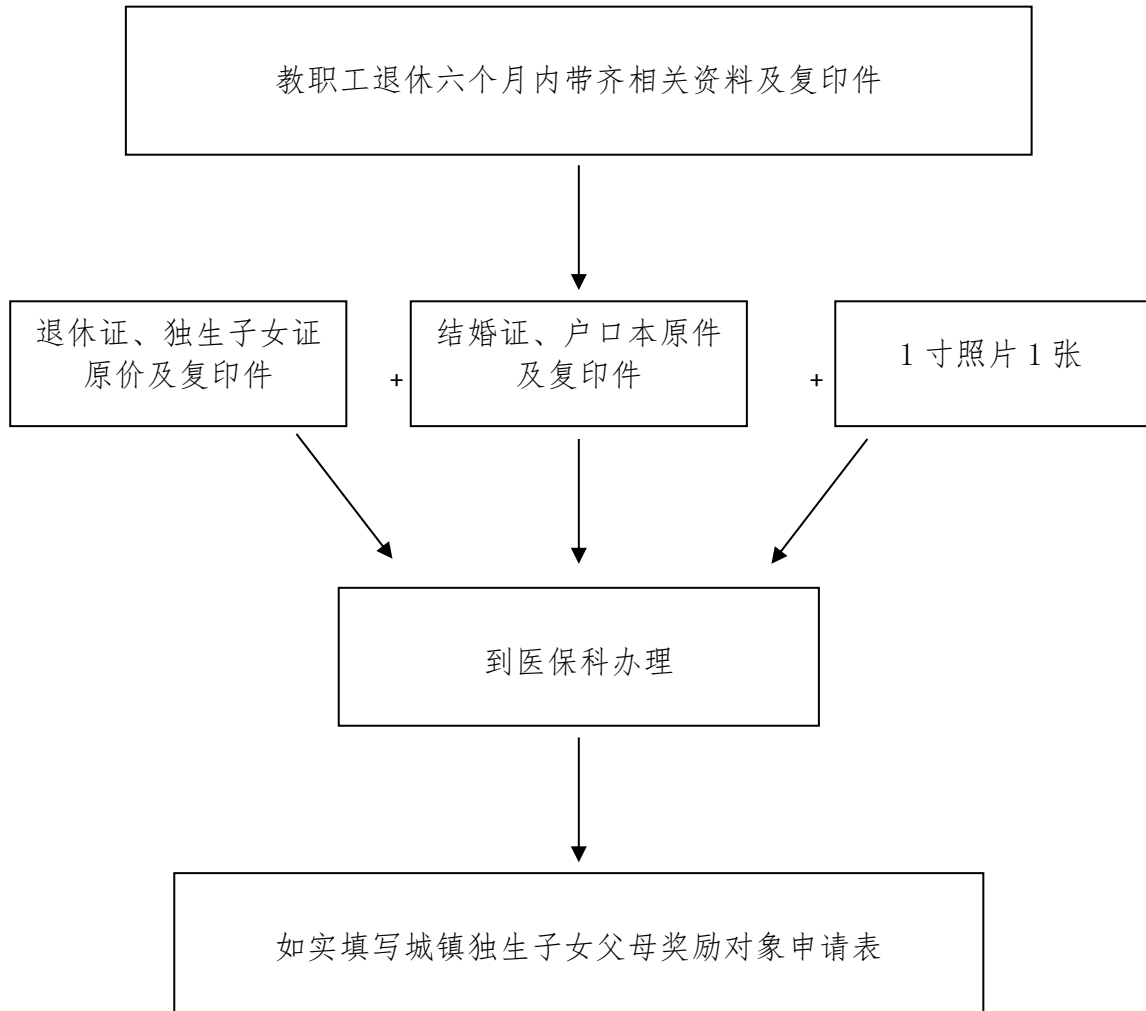 教职工退休六个月内带齐相关资料及复印件
退休证、独生子女证
原价及复印件
+
结婚证、户口本原件
及复印件
+
1寸照片1张
到医保科办理
如实填写城镇独生子女父母奖励对象申请表